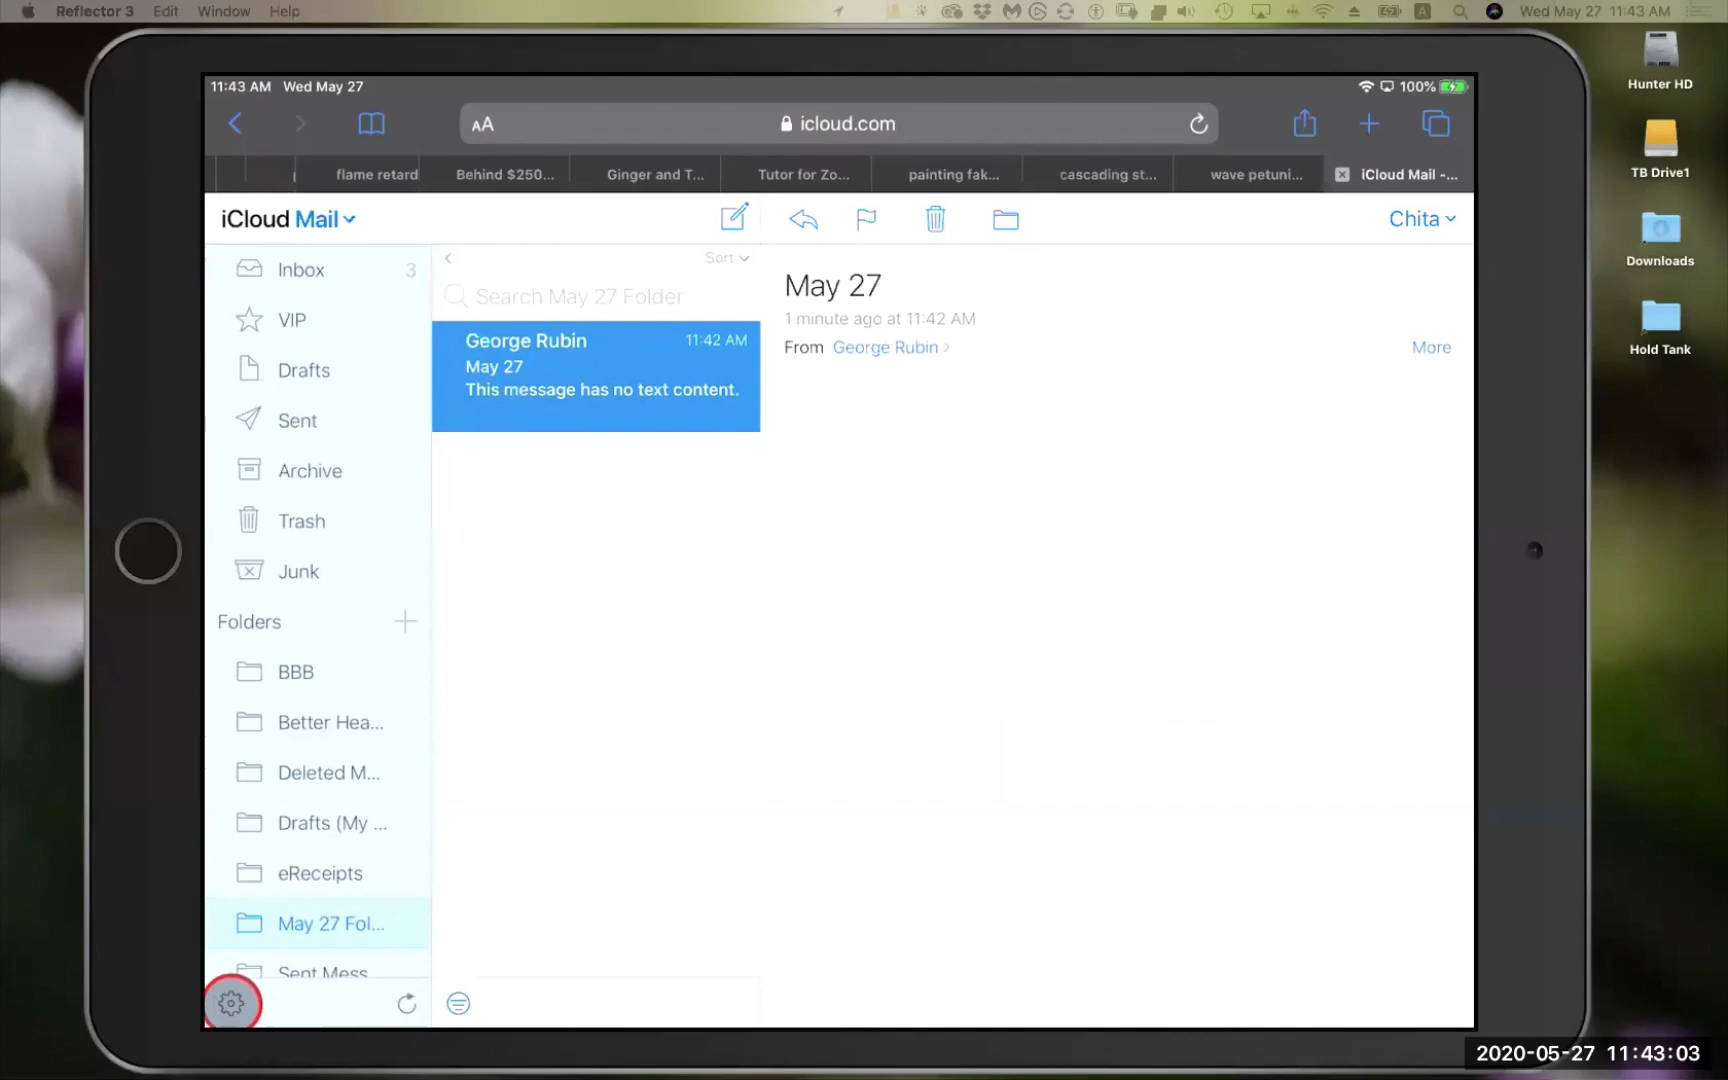 Reflector 3 Edit Window Help
Wed May 27 11:43 AM
Hunter HD
TB Drive1
Downloads
Hold Tank
11:43 AM Wed May 27
100%
AA
icloud.com
flame retard
Behind $250...
Ginger and T...
Tutor for Zo...
painting fak...
cascading st...
wave petuni...
iCloud Mail -...
iCloud Mail
Chita
Inbox 3
VIP
Drafts
Sent
Archive
Trash
Junk
Folders
BBB
Better Hea...
Deleted M...
Drafts (My ...
eReceipts
May 27 Fol...
Sent Mess
Sort
Search May 27 Folder
George Rubin 11:42 AM
May 27
This message has no text content.
May 27
1 minute ago at 11:42 AM
From George Rubin
More
2020-05-27 11:43:03